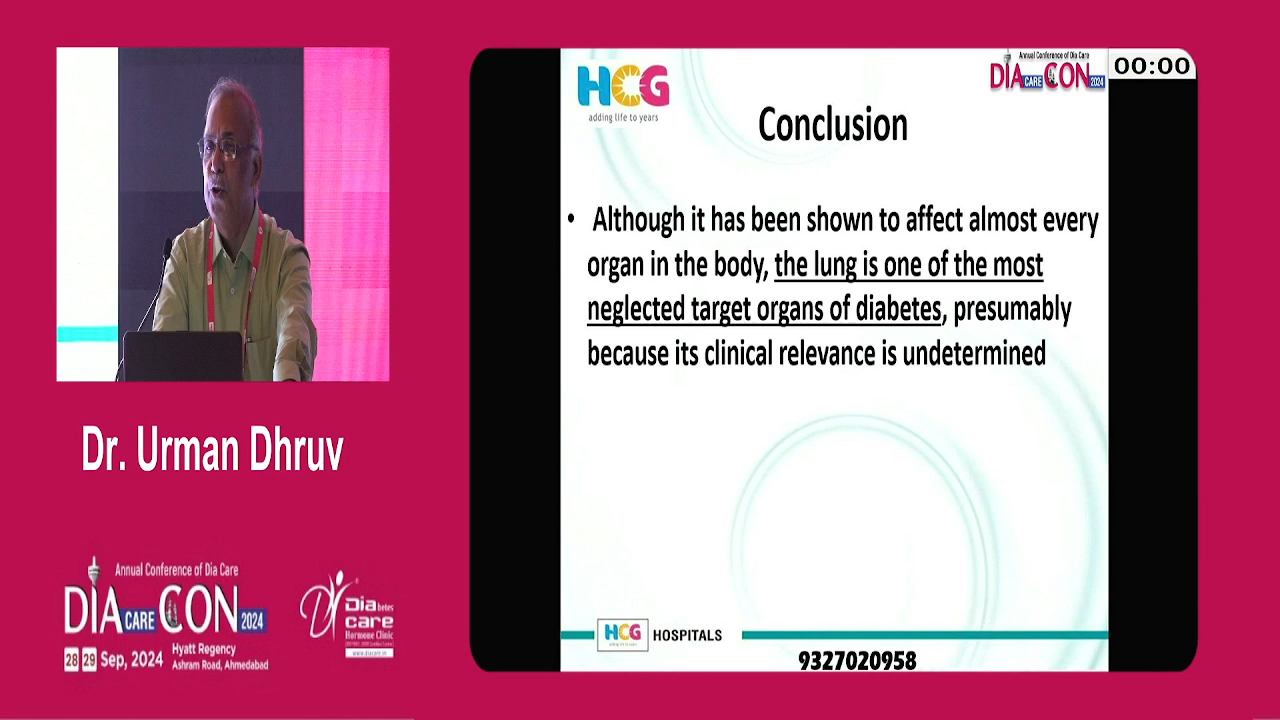 HCG
adding life to years
Annual Conference of Dia Care
DIA CARE CON 2024
00:00
Conclusion
• Although it has been shown to affect almost every
organ in the body, the lung is one of the most
neglected target organs of diabetes, presumably
because its clinical relevance is undetermined
HCG
HOSPITALS
9327020958
Dr. Urman Dhruv
Annual Conference of Dia Care
DIA CARE CON 2024
28 29 Sep, 2024
Hyatt Regency
Ashram Road, Ahmedabad
Diabetes
care
Hormone Clinic
www.diacare.in